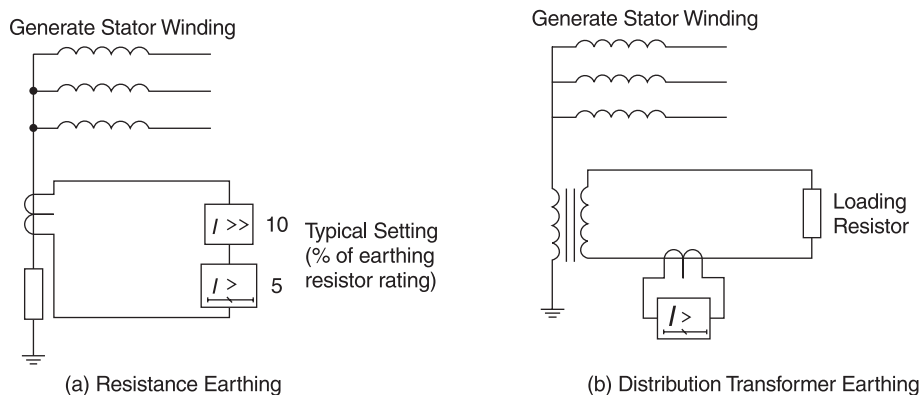 Generate Stator Winding
I >>
10
Typical Setting
(% of earthing
resistor rating)
I >
5
(a) Resistance Earthing
Generate Stator Winding
Loading
Resistor
I >
(b) Distribution Transformer Earthing